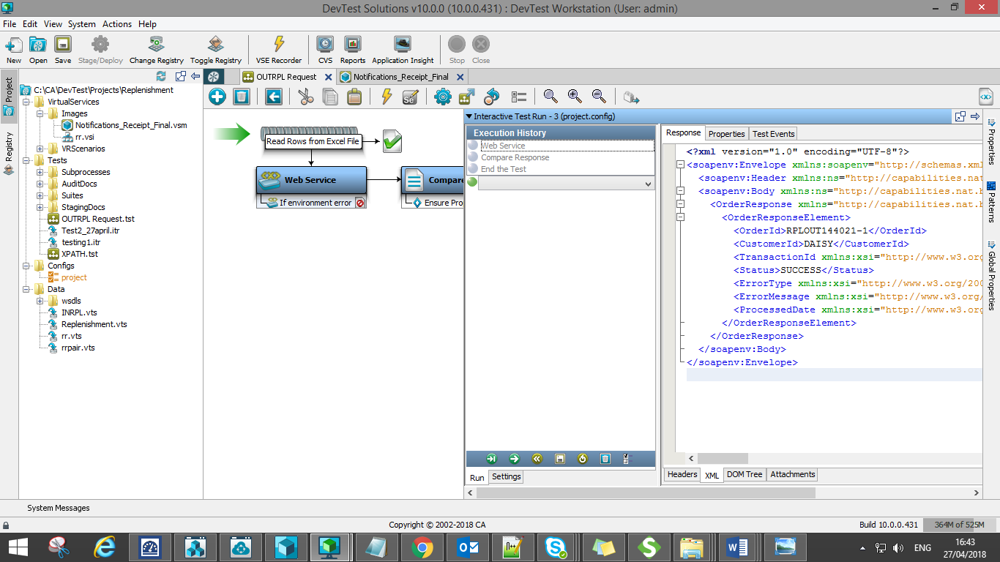 DevTest Solutions v10.0.0 (10.0.0.431) : DevTest Workstation (User: admin)
File Edit View System Actions Help
New Open Save Stage/Deploy Change Registry Toggle Registry VSE Recorder CVS Reports Application Insight Stop Close
Project
Registry
C:\CA\DevTest\Projects\Replenishment
VirtualServices
Images
Notifications_Receipt_Final.vsm
rr.vsi
VRScenarios
Tests
Subprocesses
AuditDocs
Suites
StagingDocs
OUTRPL Request.tst
Test2_27april.itr
testing1.itr
XPATH.tst
Configs
project
Data
wsdls
INRPL.vts
Replenishment.vts
rr.vts
rrpair.vts
OUTRPL Request Notifications_Receipt_Final
Read Rows from Excel File
Web Service
If environment error
Compare
Ensure Pro
Interactive Test Run - 3 (project.config)
Execution History
Web Service
Compare Response
End the Test
Run Settings
Response Properties Test Events
<?xml version="1.0" encoding="UTF-8"?>
<soapenv:Envelope xmlns:soapenv="http://schemas.xml
<soapenv:Header xmlns:ns="http://capabilities.nat
<soapenv:Body xmlns:ns="http://capabilities.nat.b
<OrderResponse xmlns="http://capabilities.nat.b
<OrderResponseElement>
<OrderId>RPLOUT144021-1</OrderId>
<CustomerId>DAISY</CustomerId>
<TransactionId xmlns:xsi="http://www.w3.org
<Status>SUCCESS</Status>
<ErrorType xmlns:xsi="http://www.w3.org/200
<ErrorMessage xmlns:xsi="http://www.w3.org/
<ProcessedDate xmlns:xsi="http://www.w3.org
</OrderResponseElement>
</OrderResponse>
</soapenv:Body>
</soapenv:Envelope>
Headers XML DOM Tree Attachments
Properties
Patterns
Global Properties
System Messages
Copyright © 2002-2018 CA
Build 10.0.0.431
364M of 525M
ENG
16:43
27/04/2018